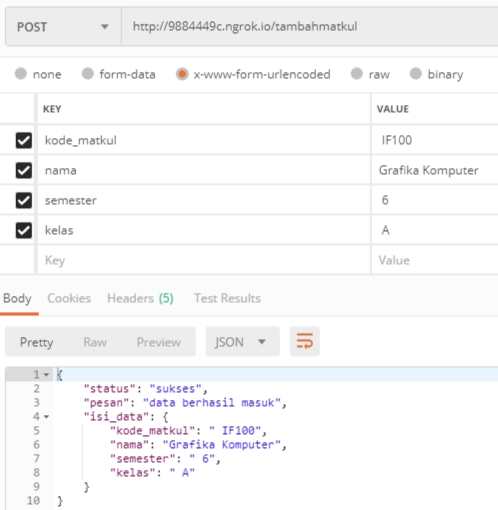 POST http://9884449c.ngrok.io/tambahmatkul
none form-data x-www-form-urlencoded raw binary
KEY VALUE
kode_matkul IF100
nama Grafika Komputer
semester 6
kelas A
Key Value
Body Cookies Headers (5) Test Results
Pretty Raw Preview JSON
1 {
2 "status": "sukses",
3 "pesan": "data berhasil masuk",
4 "isi_data": {
5 "kode_matkul": " IF100",
6 "nama": "Grafika Komputer",
7 "semester": " 6",
8 "kelas": " A"
9 }
10 }